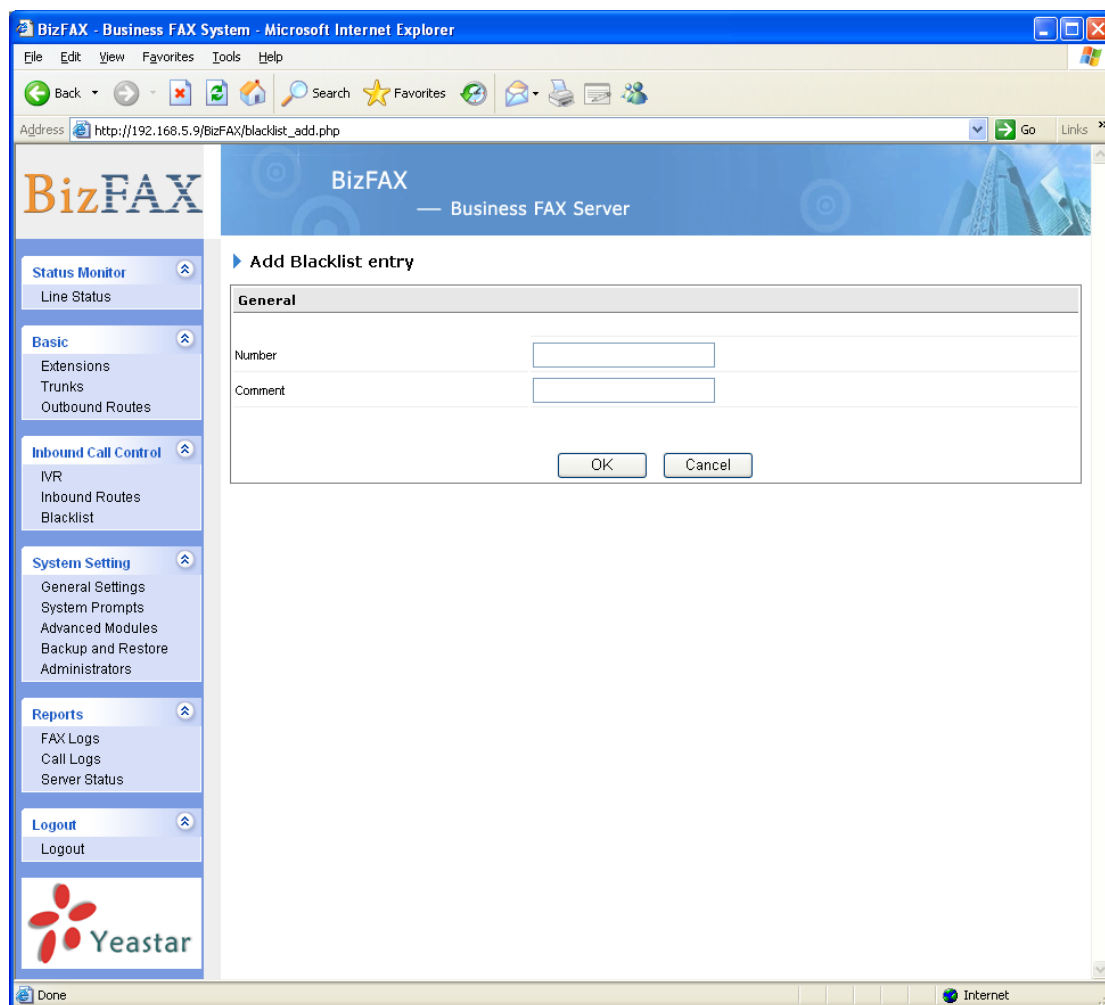 BizFAX - Business FAX System - Microsoft Internet Explorer
File Edit View Favorites Tools Help
Back Search Favorites
Address http://192.168.5.9/BizFAX/blacklist_add.php Go Links »
BizFAX
BizFAX
— Business FAX Server
Status Monitor
Line Status
Basic
Extensions
Trunks
Outbound Routes
Inbound Call Control
IVR
Inbound Routes
Blacklist
System Setting
General Settings
System Prompts
Advanced Modules
Backup and Restore
Administrators
Reports
FAX Logs
Call Logs
Server Status
Logout
Logout
Yeastar
Add Blacklist entry
General
Number
Comment
OK Cancel
Done Internet